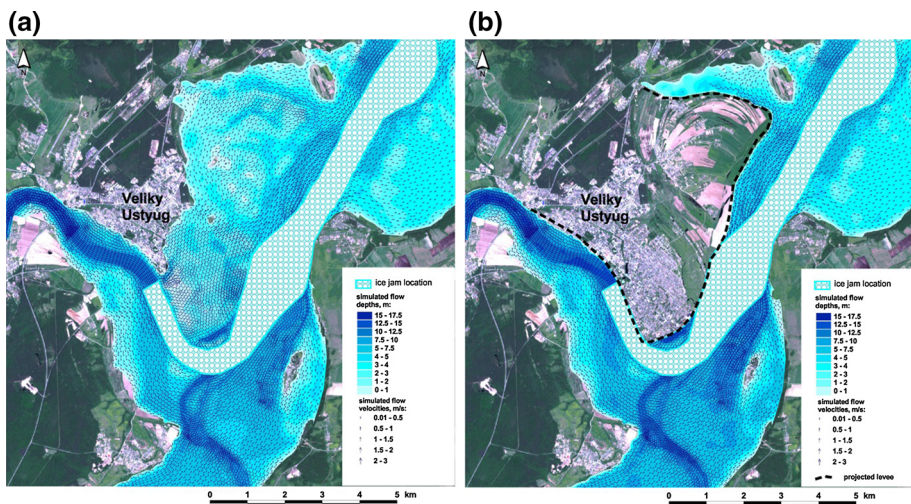 (a)
N
Veliky
Ustyug
ice jam location
simulated flow
depths, m:
15 - 17.5
12.5 - 15
10 - 12.5
7.5 - 10
5 - 7.5
4 - 5
3 - 4
2 - 3
1 - 2
0 - 1
simulated flow
velocities, m/s:
0.01 - 0.5
0.5 - 1
1 - 1.5
1.5 - 2
2 - 3
0 1 2 3 4 5
km
(b)
N
Veliky
Ustyug
ice jam location
simulated flow
depths, m:
15 - 17.5
12.5 - 15
10 - 12.5
7.5 - 10
5 - 7.5
4 - 5
3 - 4
2 - 3
1 - 2
0 - 1
simulated flow
velocities, m/s:
0.01 - 0.5
0.5 - 1
1 - 1.5
1.5 - 2
2 - 3
projected levee
0 1 2 3 4 5
km